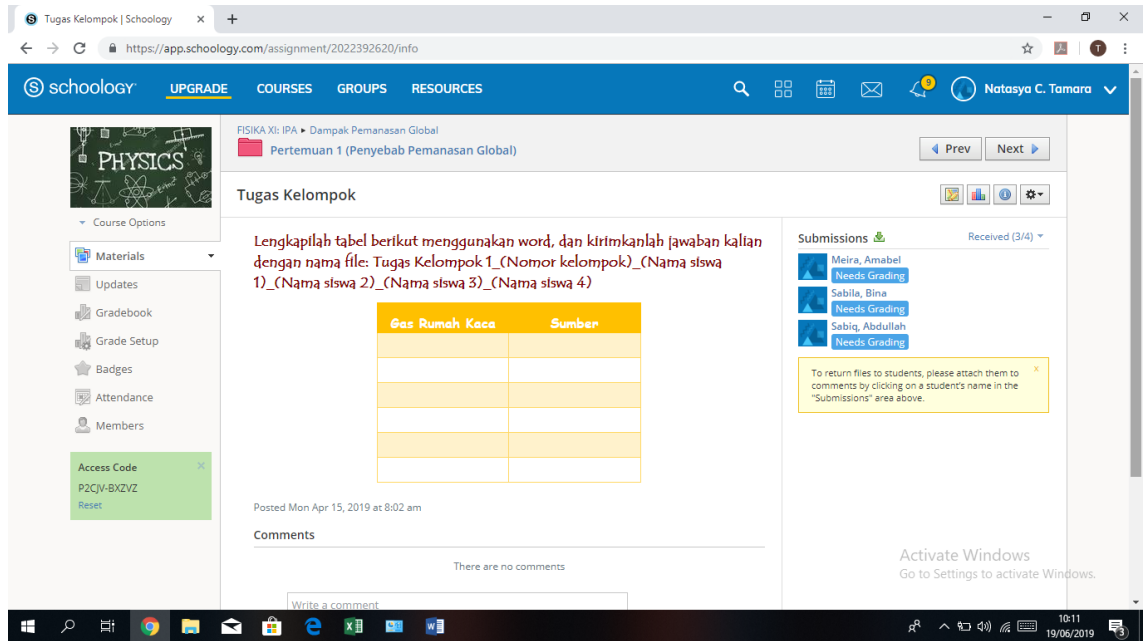 Tugas Kelompok | Schoology
https://app.schoology.com/assignment/2022392620/info
T
S schoology UPGRADE COURSES GROUPS RESOURCES 9 Natasya C. Tamara
PHYSICS
Course Options
Materials
Updates
Gradebook
Grade Setup
Badges
Attendance
Members
Access Code
P2CJV-BXZVZ
Reset
FISIKA XI: IPA ▸ Dampak Pemanasan Global
Pertemuan 1 (Penyebab Pemanasan Global)
Prev Next
Tugas Kelompok
Lengkapilah tabel berikut menggunakan word, dan kirimkanlah jawaban kalian
dengan nama file: Tugas Kelompok 1_(Nomor kelompok)_(Nama siswa
1)_(Nama siswa 2)_(Nama siswa 3)_(Nama siswa 4)
Gas Rumah Kaca Sumber
Posted Mon Apr 15, 2019 at 8:02 am
Comments
There are no comments
Write a comment
Submissions Received (3/4)
Meira, Amabel
Needs Grading
Sabila, Bina
Needs Grading
Sabiq, Abdullah
Needs Grading
To return files to students, please attach them to
comments by clicking on a student's name in the
"Submissions" area above.
x
Activate Windows
Go to Settings to activate Windows.
10:11
19/06/2019
3